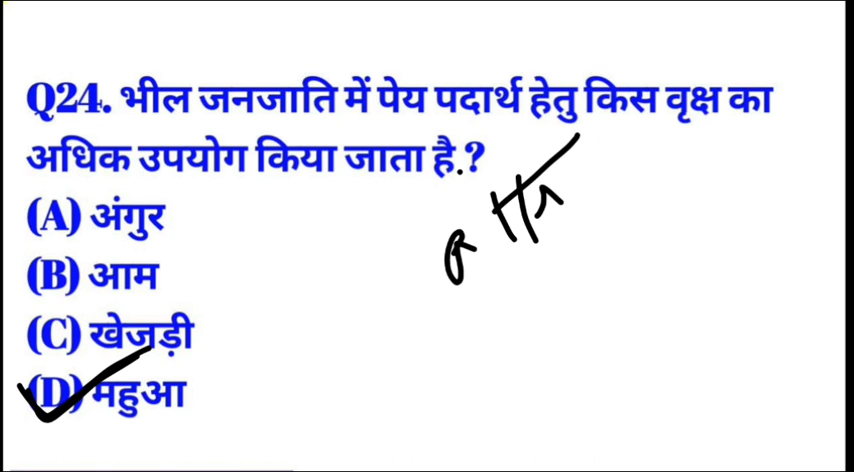 Q24. भील जनजाति में पेय पदार्थ हेतु किस वृक्ष का
अधिक उपयोग किया जाता है.?
(A) अंगुर
(B) आम
(C) खेजड़ी
(D) महुआ